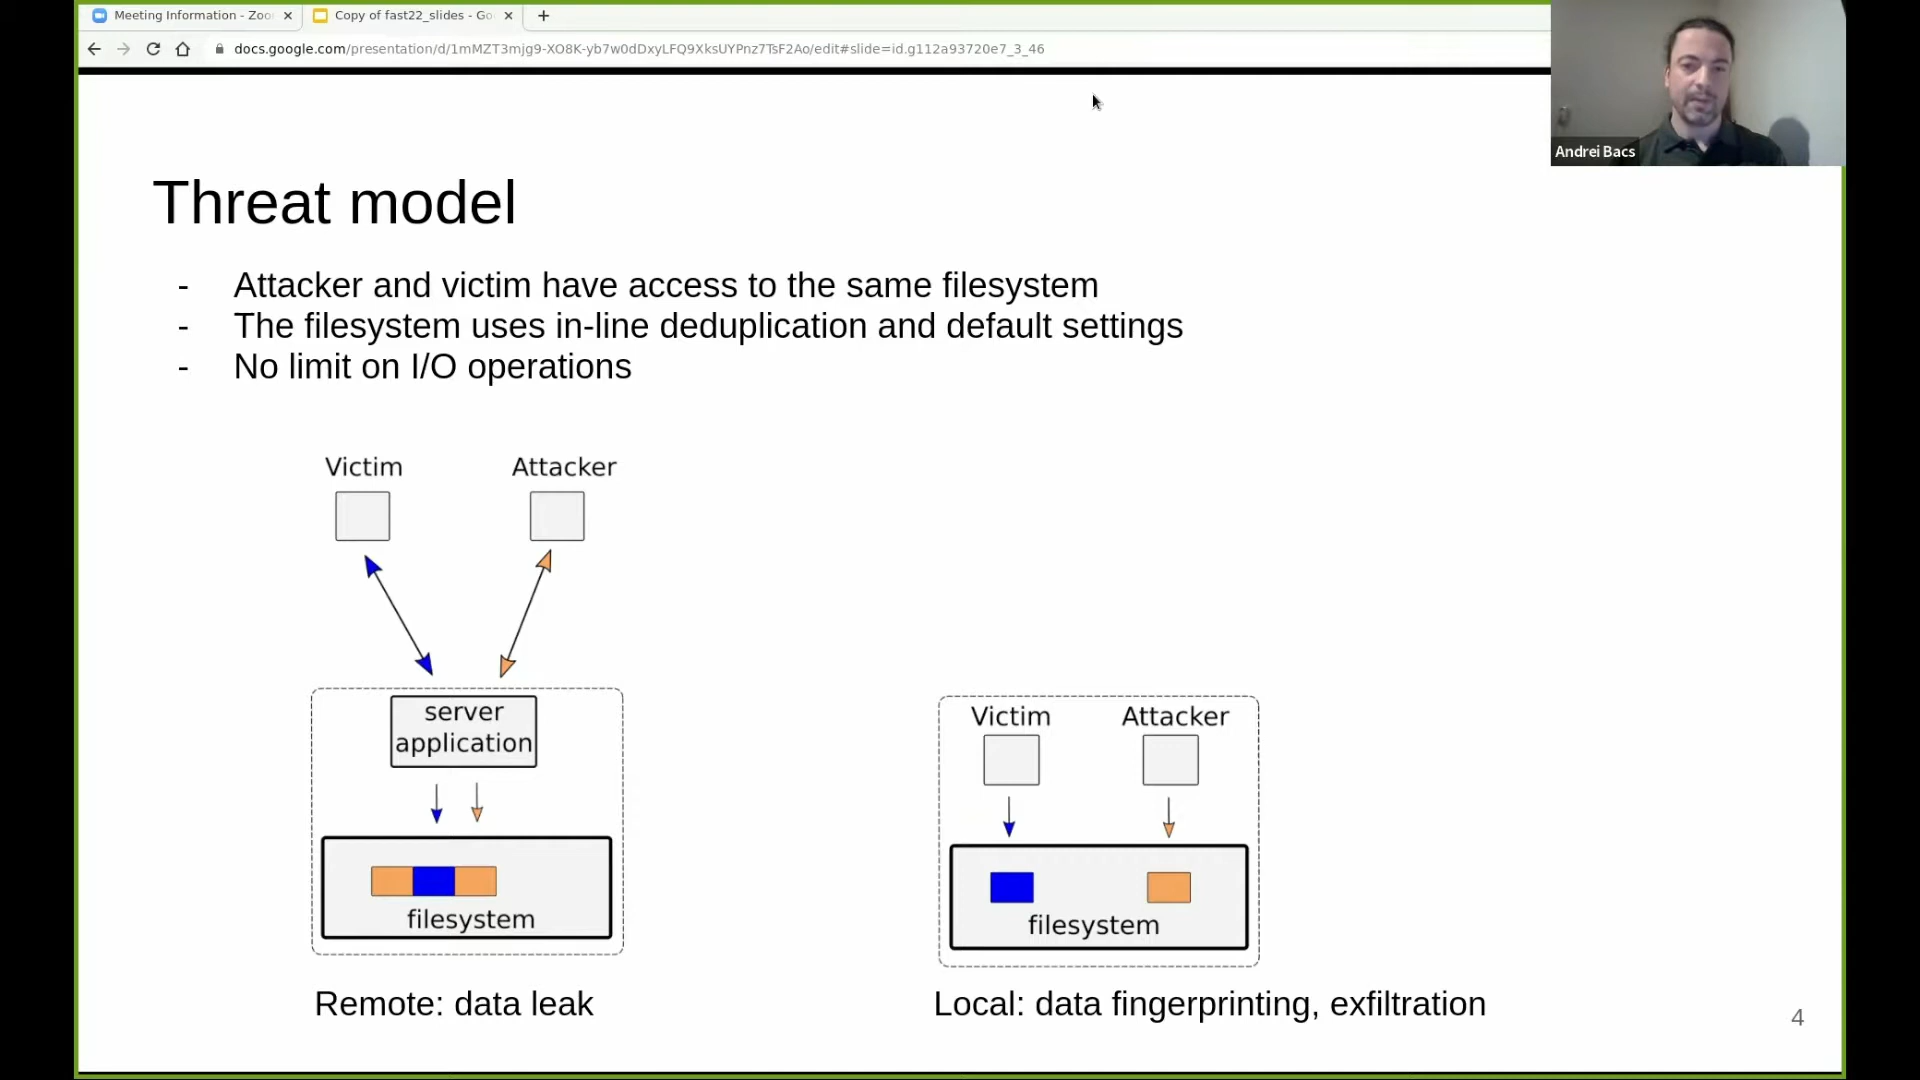 Meeting Information - Zoo
Copy of fast22_slides - Go
docs.google.com/presentation/d/1mMZT3mjg9-XO8K-yb7w0dDxyLFQ9XksUYPnz7TsF2Ao/edit#slide=id.g112a93720e7_3_46
Andrei Bacs
Threat model
- Attacker and victim have access to the same filesystem
- The filesystem uses in-line deduplication and default settings
- No limit on I/O operations
Victim
Attacker
server
application
filesystem
Remote: data leak
Victim
Attacker
filesystem
Local: data fingerprinting, exfiltration
4